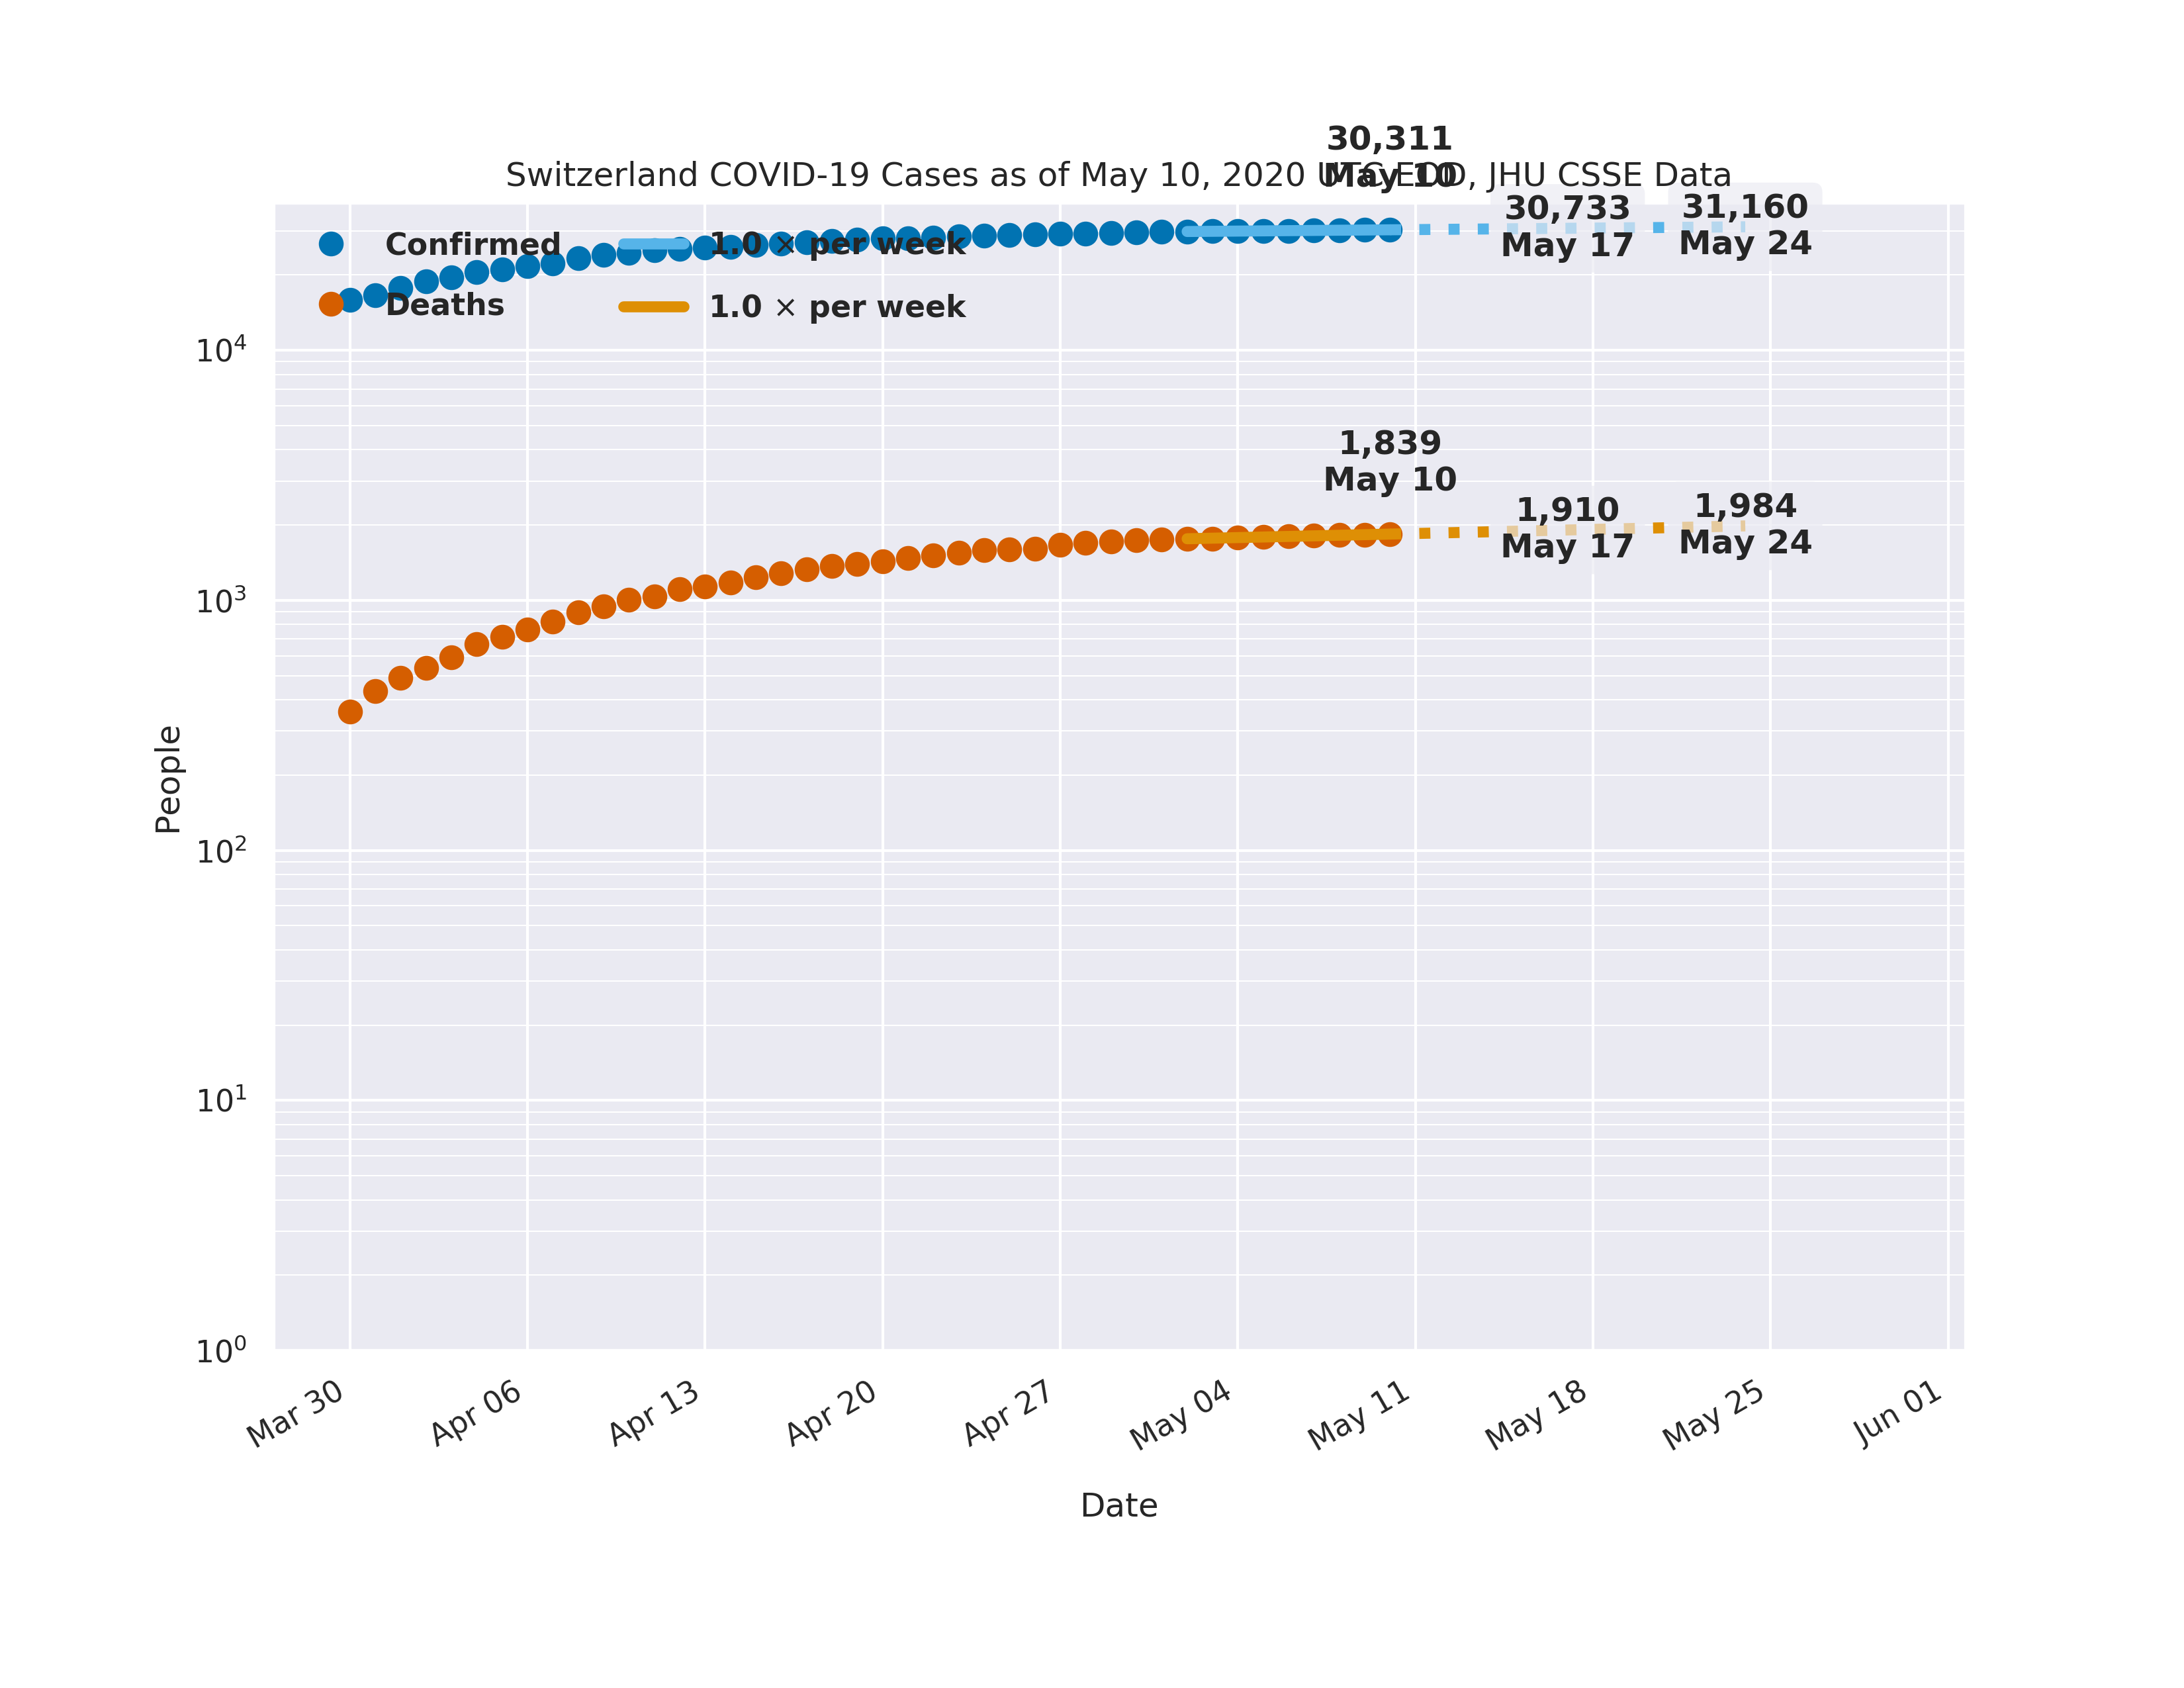 30,311
May 10
Switzerland COVID-19 Cases as of May 10, 2020 UTC EOD, JHU CSSE Data
30,733
May 17
31,160
May 24
Confirmed
1.0 × per week
Deaths
1.0 × per week
10⁴
1,839
May 10
1,910
May 17
1,984
May 24
10³
People
10²
10¹
10⁰
Mar 30
Apr 06
Apr 13
Apr 20
Apr 27
May 04
May 11
May 18
May 25
Jun 01
Date